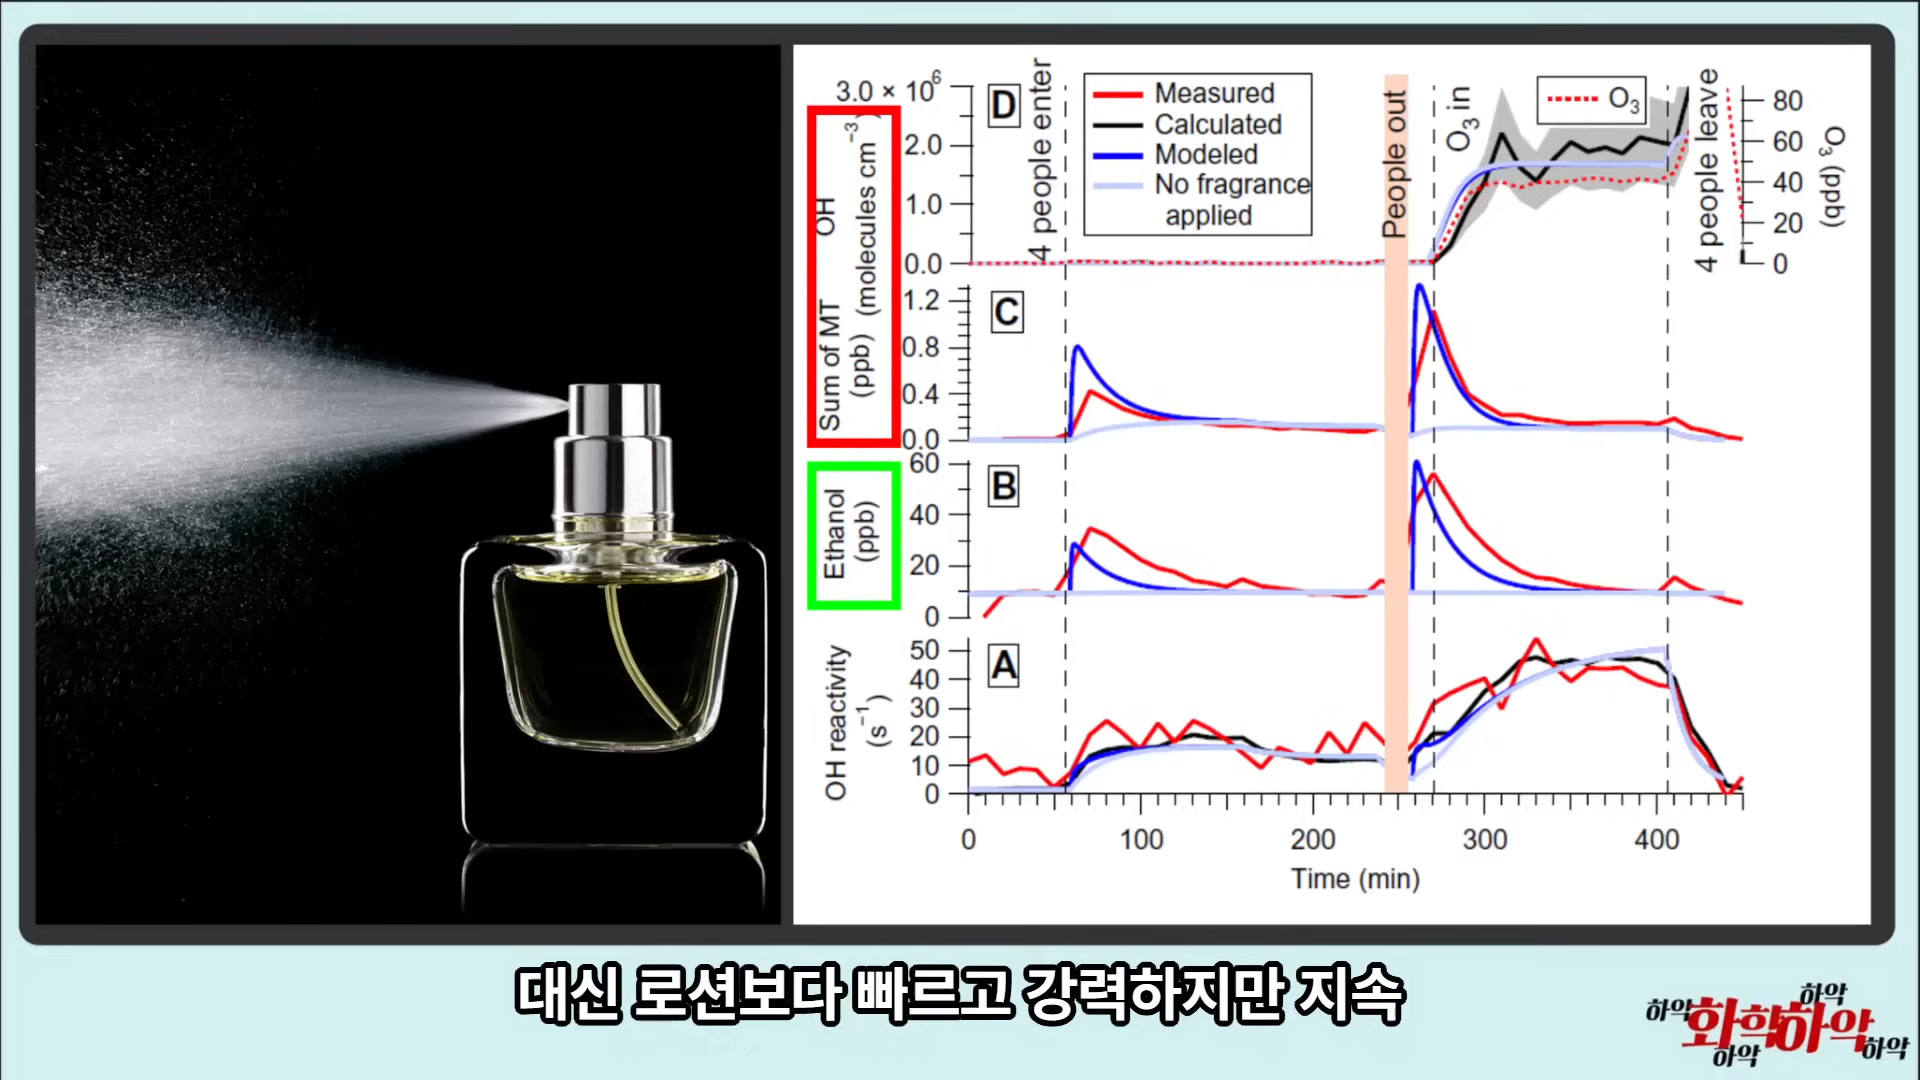 3.0 × 10⁶
2.0
1.0
0.0
OH
(molecules cm⁻³)
D
4 people enter
Measured
Calculated
Modeled
No fragrance
applied
People out
O₃ in
O₃
4 people leave
80
60
40
20
0
O₃ (ppb)
1.2
0.8
0.4
0.0
Sum of MT
(ppb)
C
60
40
20
0
Ethanol
(ppb)
B
50
40
30
20
10
0
OH reactivity
(s⁻¹)
A
0 100 200 300 400
Time (min)
대신 로션보다 빠르고 강력하지만 지속
하악
하악
화학하악
하악
하악